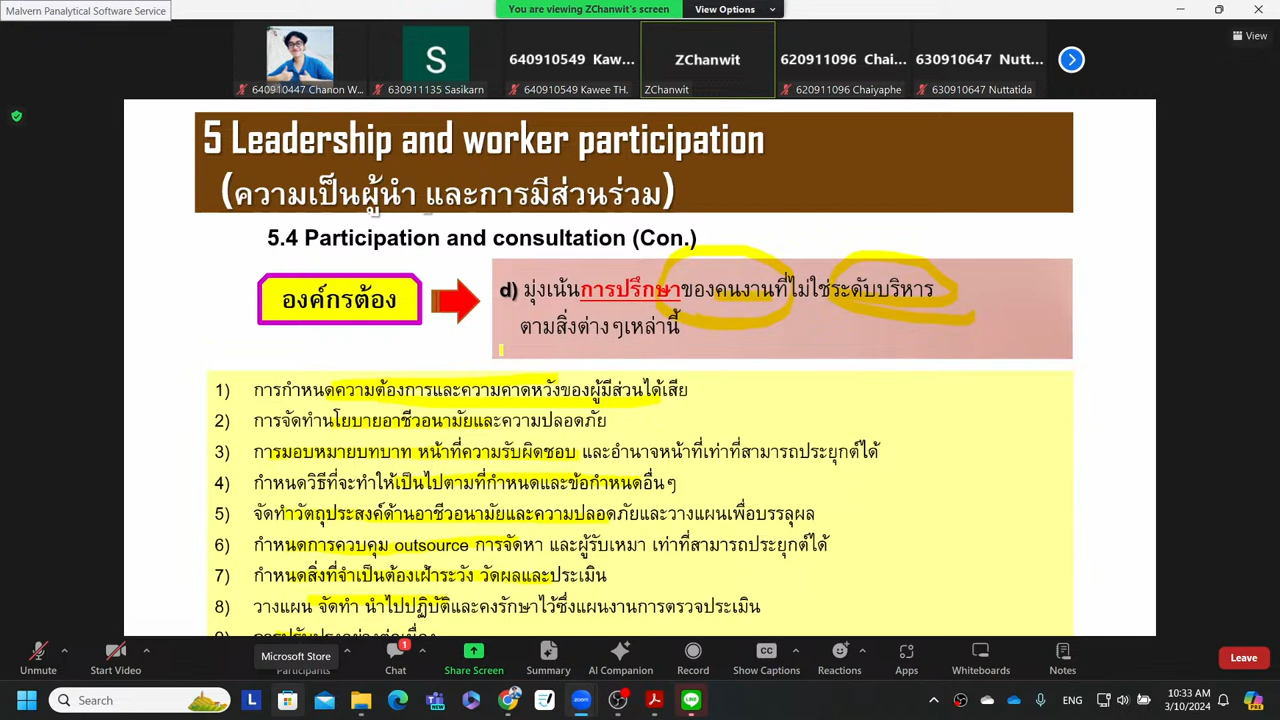 Malvern Panalytical Software Service
You are viewing ZChanwit's screen
View Options
View
S
640910549 Kaw...
ZChanwit
620911096 Chai...
630910647 Nutt...
640910447 Chanon W...
630911135 Sasikarn
640910549 Kawee TH.
ZChanwit
620911096 Chaiyaphe
630910647 Nuttatida
5 Leadership and worker participation
(ความเป็นผู้นำ และการมีส่วนร่วม)
5.4 Participation and consultation (Con.)
องค์กรต้อง
d) มุ่งเน้นการปรึกษาของคนงานที่ไม่ใช่ระดับบริหาร
ตามสิ่งต่างๆเหล่านี้
1) การกำหนดความต้องการและความคาดหวังของผู้มีส่วนได้เสีย
2) การจัดทำนโยบายอาชีวอนามัยและความปลอดภัย
3) การมอบหมายบทบาท หน้าที่ความรับผิดชอบ และอำนาจหน้าที่เท่าที่สามารถประยุกต์ได้
4) กำหนดวิธีที่จะทำให้เป็นไปตามที่กำหนดและข้อกำหนดอื่นๆ
5) จัดทำวัตถุประสงค์ด้านอาชีวอนามัยและความปลอดภัยและวางแผนเพื่อบรรลุผล
6) กำหนดการควบคุม outsource การจัดหา และผู้รับเหมา เท่าที่สามารถประยุกต์ได้
7) กำหนดสิ่งที่จำเป็นต้องเฝ้าระวัง วัดผลและประเมิน
8) วางแผน จัดทำ นำไปปฏิบัติและคงรักษาไว้ซึ่งแผนงานการตรวจประเมิน
9) การปรับปรุงอย่างต่อเนื่อง
1
Microsoft Store
Unmute
Start Video
Participants
Chat
Share Screen
Summary
AI Companion
Record
Show Captions
Reactions
Apps
Whiteboards
Notes
Leave
Search
ENG
10:33 AM
3/10/2024